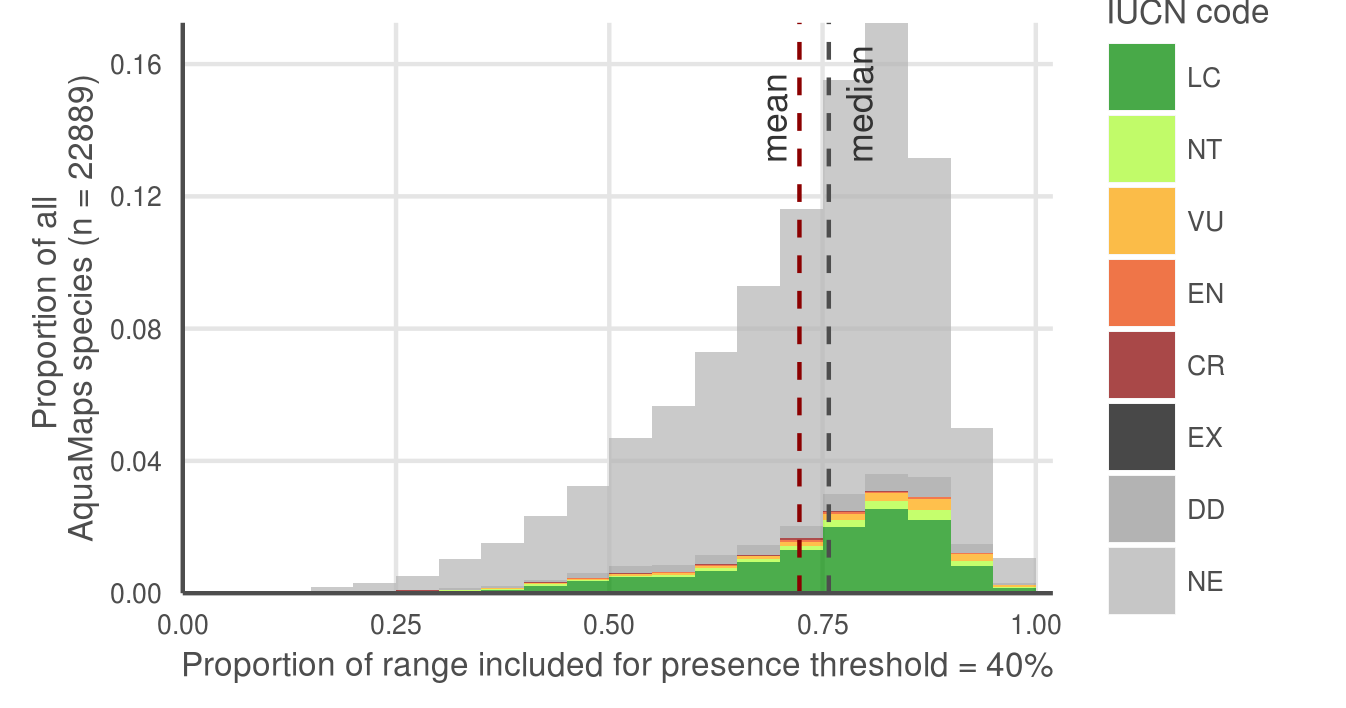 IUCN code
LC
NT
VU
EN
CR
EX
DD
NE
mean
median
Proportion of all
AquaMaps species (n = 22889)
0.16
0.12
0.08
0.04
0.00
0.00 0.25 0.50 0.75 1.00
Proportion of range included for presence threshold = 40%